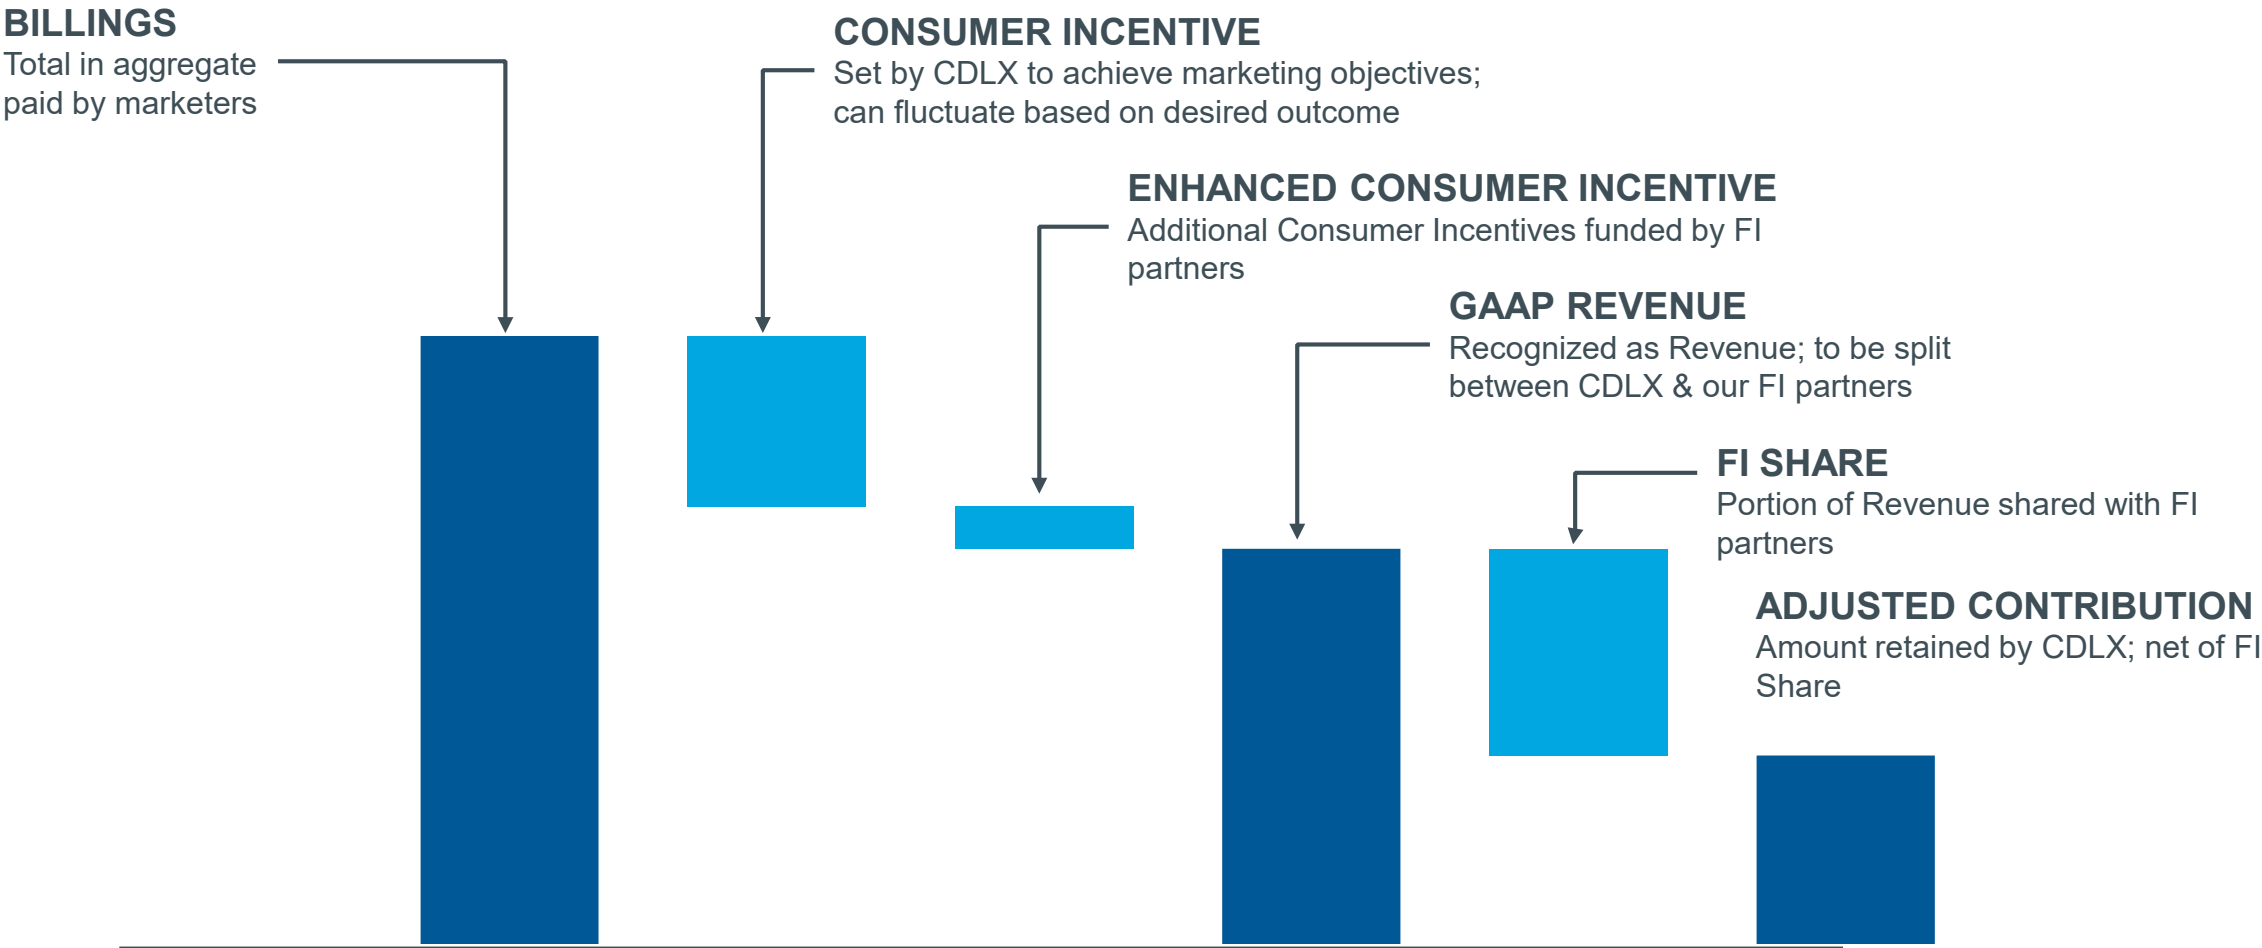 BILLINGS
Total in aggregate
paid by marketers
CONSUMER INCENTIVE
Set by CDLX to achieve marketing objectives;
can fluctuate based on desired outcome
ENHANCED CONSUMER INCENTIVE
Additional Consumer Incentives funded by FI
partners
GAAP REVENUE
Recognized as Revenue; to be split
between CDLX & our FI partners
FI SHARE
Portion of Revenue shared with FI
partners
ADJUSTED CONTRIBUTION
Amount retained by CDLX; net of FI
Share